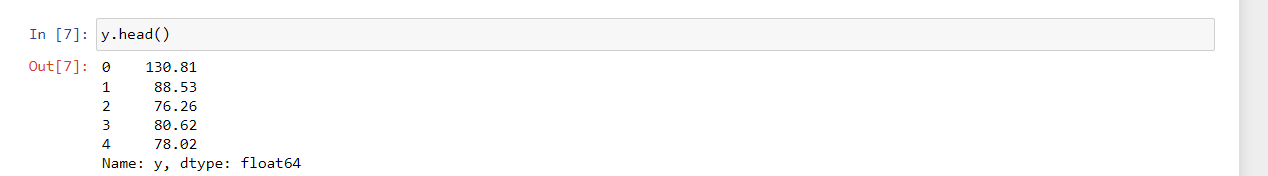 In [7]: y.head()
Out[7]: 0    130.81
1     88.53
2     76.26
3     80.62
4     78.02
Name: y, dtype: float64